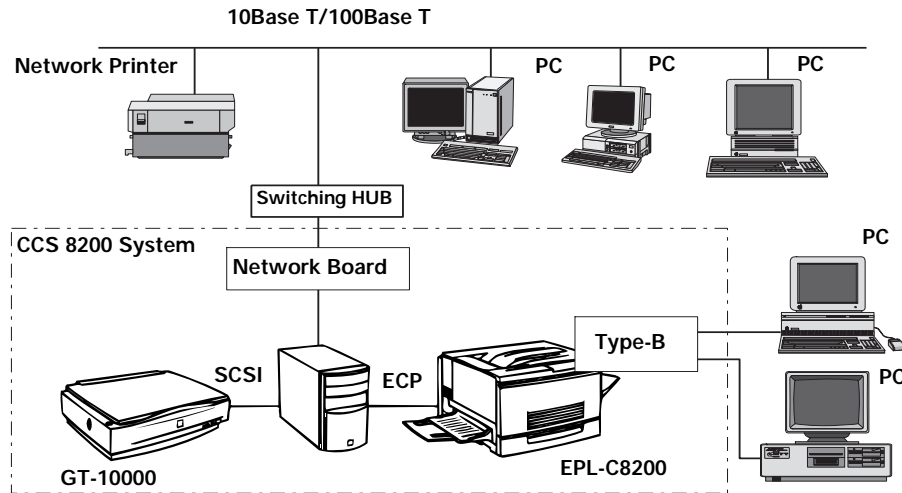 10Base T/100Base T
Network Printer
PC
PC
PC
Switching HUB
CCS 8200 System
PC
Network Board
Type-B
SCSI
ECP
PC
GT-10000
EPL-C8200